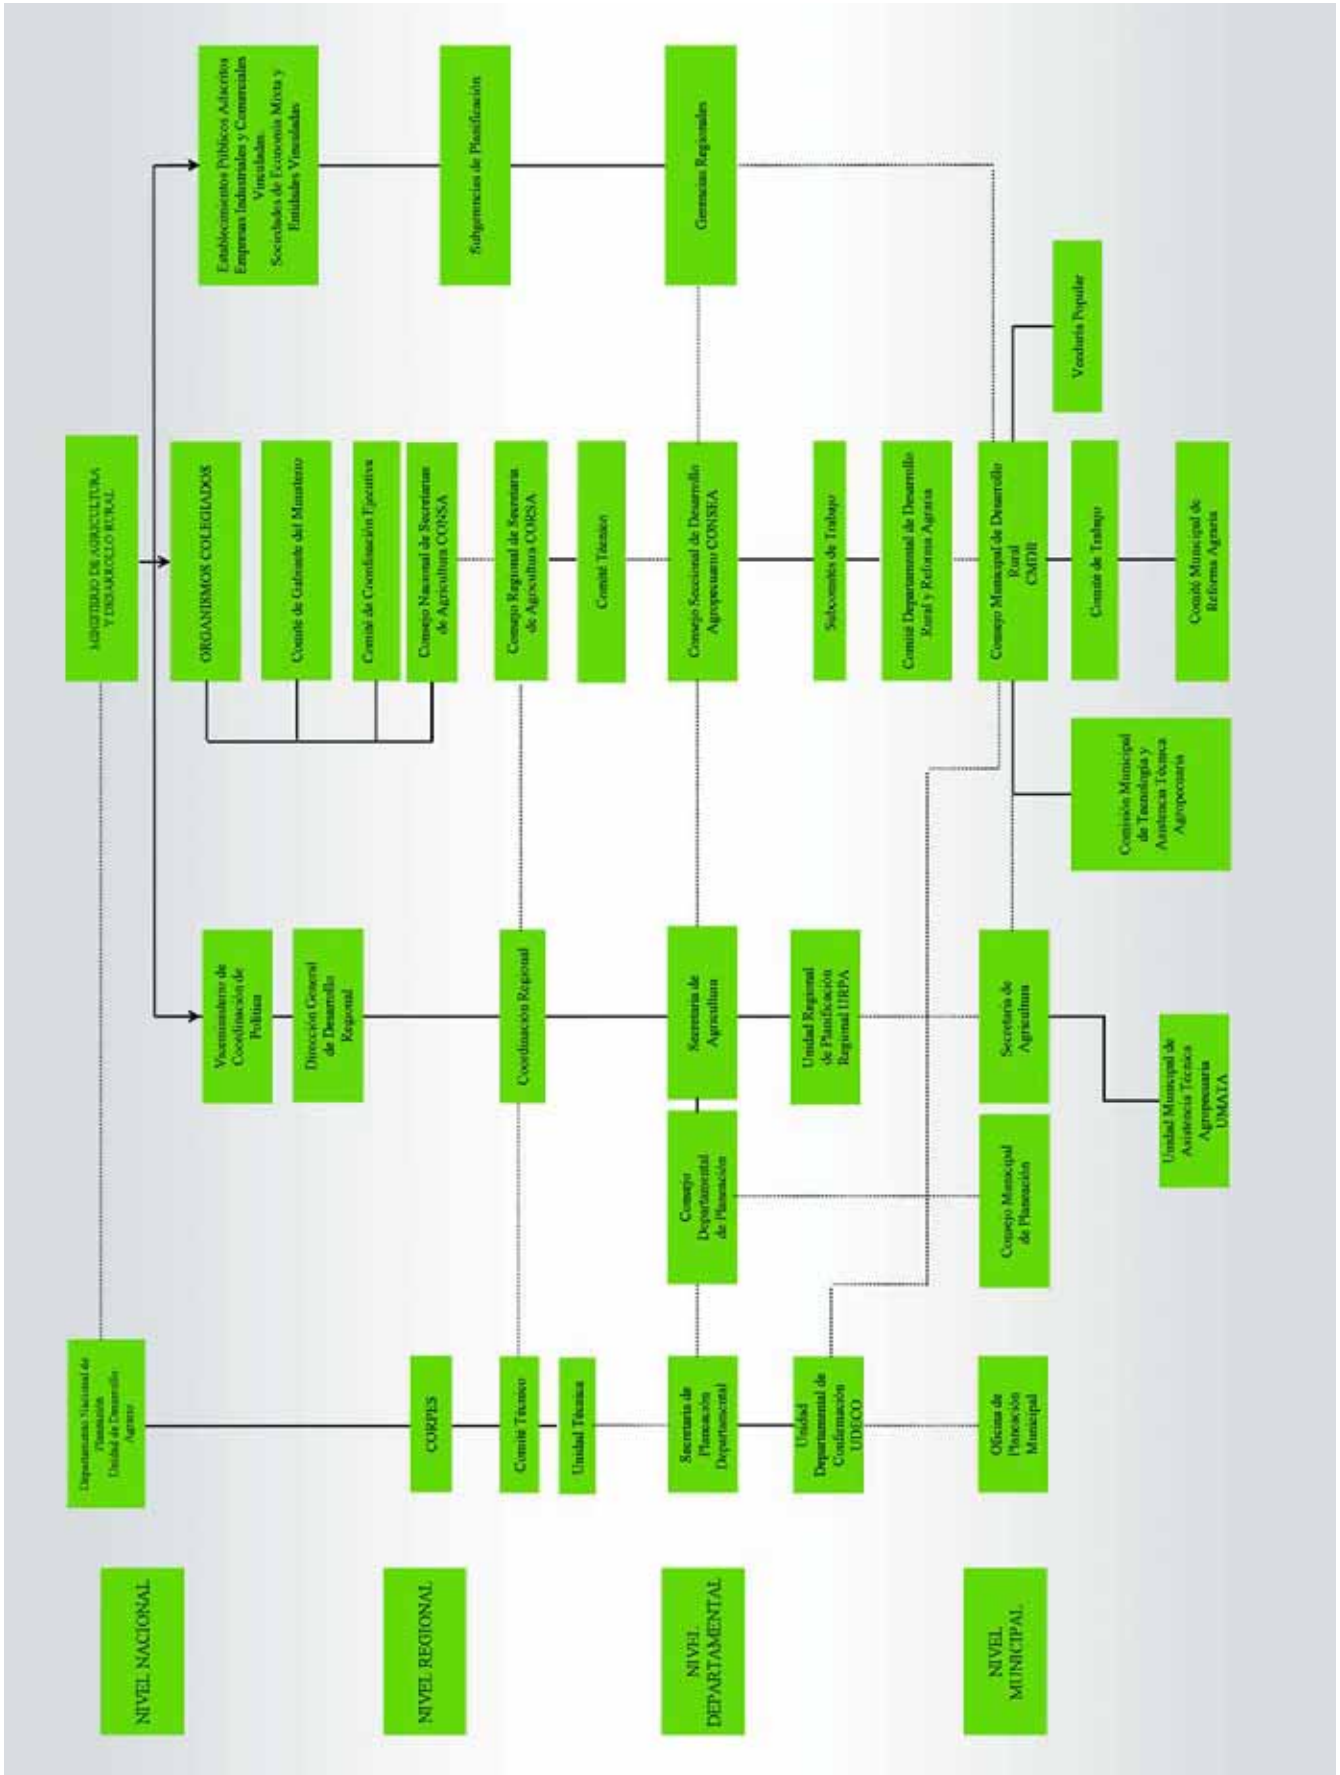 MINISTERIO DE AGRICULTURA
Y DESARROLLO RURAL
Establecimientos Públicos Adscritos
Empresas Industriales y Comerciales
Vinculadas
Sociedades de Economía Mixta y
Entidades Vinculadas
Subgerencias de Planificación
Gerencias Regionales
ORGANISMOS COLEGIADOS
Comité de Gabinete del Ministerio
Comité de Coordinación Ejecutiva
Consejo Nacional de Secretarias
de Agricultura CONSA
Consejo Regional de Secretaria
de Agricultura CORSA
Comité Técnico
Consejo Seccional de Desarrollo
Agropecuario CONSEA
Subcomités de Trabajo
Comité Departamental de Desarrollo
Rural y Reforma Agraria
Consejo Municipal de Desarrollo
Rural
CMDR
Veeduría Popular
Comité de Trabajo
Comité Municipal de
Reforma Agraria
Comisión Municipal
de Tecnología y
Asistencia Técnica
Agropecuaria
Viceministerio de
Coordinación de
Política
Dirección General
de Desarrollo
Regional
Coordinación Regional
Secretaria de
Agricultura
Unidad Regional
de Planificación
Regional URPA
Secretaria de
Agricultura
Unidad Municipal de
Asistencia Técnica
Agropecuaria
UMATA
Consejo
Departamental
de Planeación
Consejo Municipal
de Planeación
Departamento Nacional de
Planeación
Unidad de Desarrollo
Agrario
CORPES
Comité Técnico
Unidad Técnica
Secretaria de
Planeación
Departamental
Unidad
Departamental de
Confirmación
UDECO
Oficina de
Planeación
Municipal
NIVEL NACIONAL
NIVEL REGIONAL
NIVEL
DEPARTAMENTAL
NIVEL
MUNICIPAL